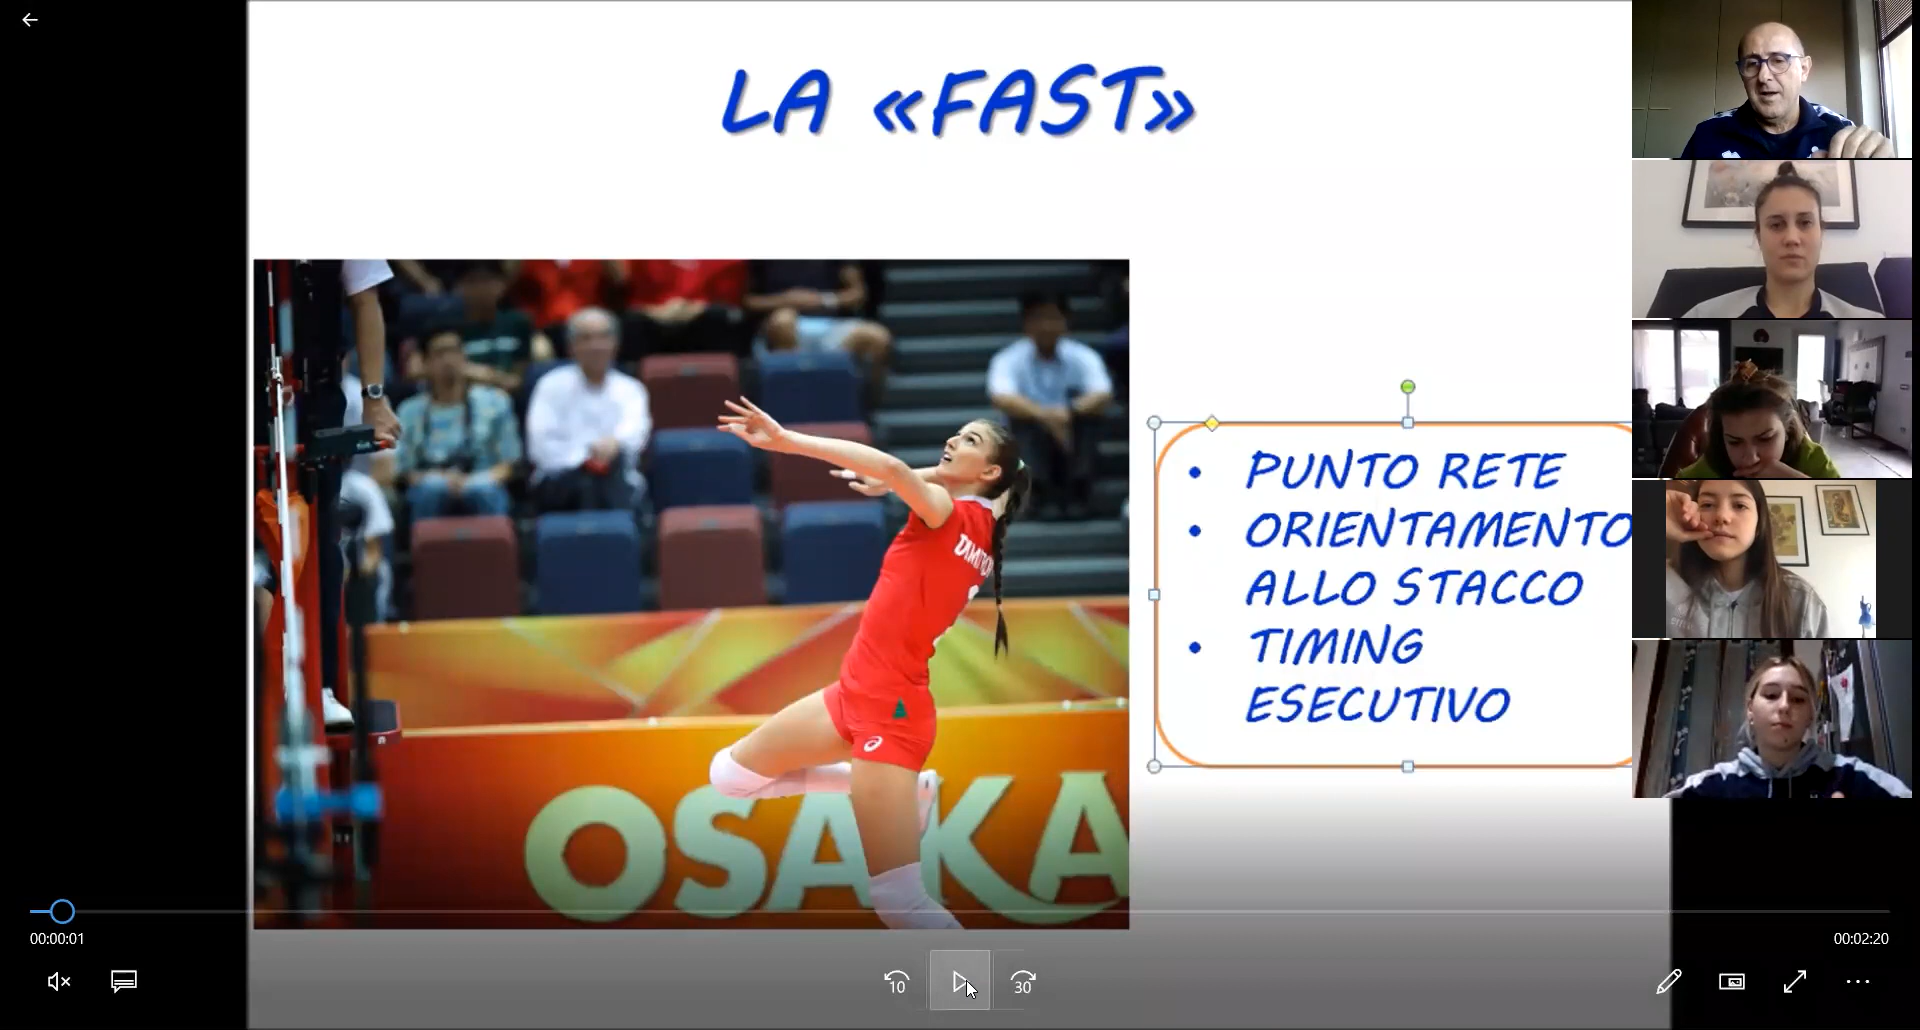 LA «FAST»
• PUNTO RETE
• ORIENTAMENTO
ALLO STACCO
• TIMING
ESECUTIVO
OSAKA
00:00:01
00:02:20
10
30